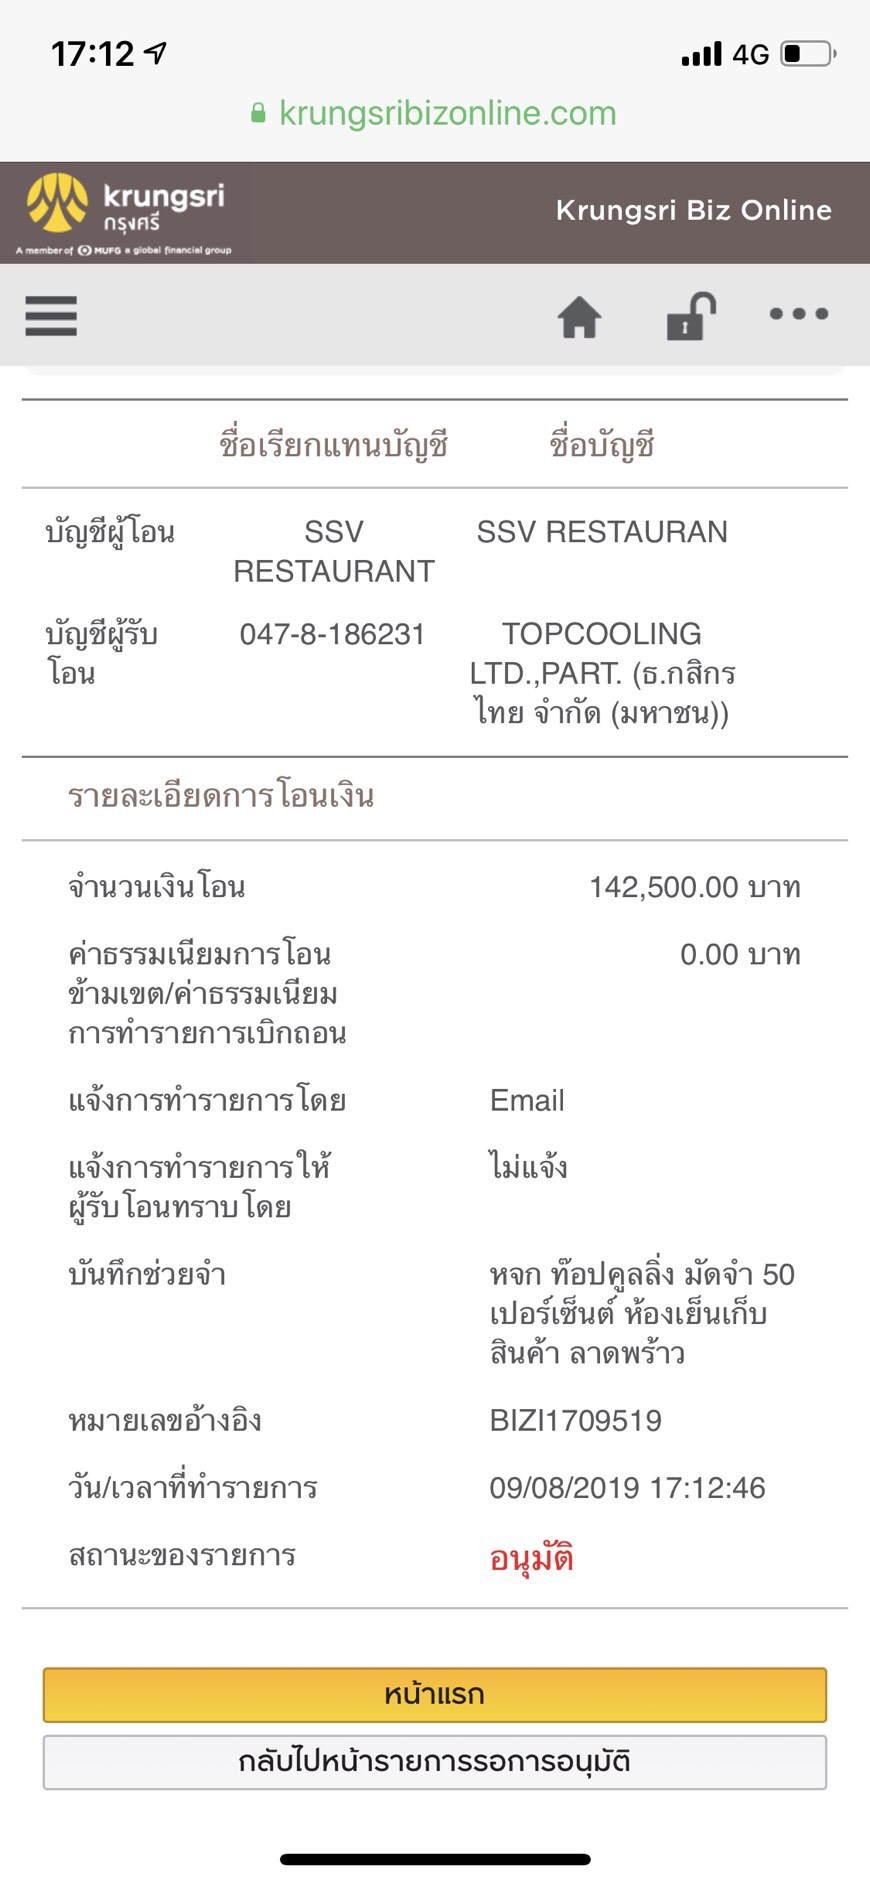 17:12 4G
krungsribizonline.com
krungsri
กรุงศรี
A member of MUFG a global financial group
Krungsri Biz Online
ชื่อเรียกแทนบัญชี ชื่อบัญชี
บัญชีผู้โอน SSV SSV RESTAURAN
RESTAURANT
บัญชีผู้รับ 047-8-186231 TOPCOOLING
โอน LTD.,PART. (ธ.กสิกร
ไทย จำกัด (มหาชน))
รายละเอียดการโอนเงิน
จำนวนเงินโอน 142,500.00 บาท
ค่าธรรมเนียมการโอน 0.00 บาท
ข้ามเขต/ค่าธรรมเนียม
การทำรายการเบิกถอน
แจ้งการทำรายการโดย Email
แจ้งการทำรายการให้ ไม่แจ้ง
ผู้รับโอนทราบโดย
บันทึกช่วยจำ หจก ท๊อปคูลลิ่ง มัดจำ 50
เปอร์เซ็นต์ ห้องเย็นเก็บ
สินค้า ลาดพร้าว
หมายเลขอ้างอิง BIZI1709519
วัน/เวลาที่ทำรายการ 09/08/2019 17:12:46
สถานะของรายการ อนุมัติ
หน้าแรก
กลับไปหน้ารายการรอการอนุมัติ